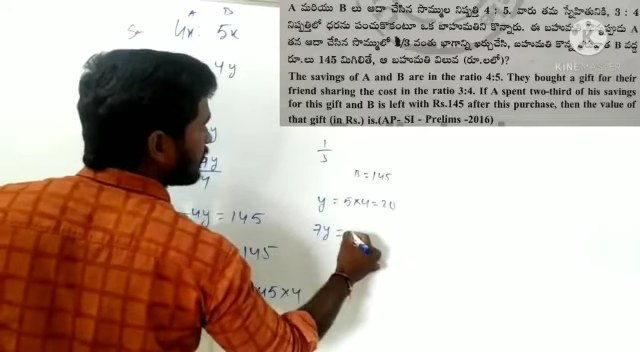 A మరియు B లు ఆదా చేసిన సొమ్ముల నిష్పత్తి 4 : 5. వారు తమ స్నేహితునికి, 3 : 4
నిష్పత్తిలో ధరను పంచుకొంటూ ఒక బాహుమతి ని కొన్నారు. ఈ బహుమతి
తన ఆదా చేసిన సొమ్ములో 2/3 వంతు భాగాన్ని ఖర్చుచేసి, బహుమతి B వద్ద
రూ.లు 145 మిగిలితే, ఆ బహుమతి విలువ (రూ.లలో)?
KINEMASTER
The savings of A and B are in the ratio 4:5. They bought a gift for their
friend sharing the cost in the ratio 3:4. If A spent two-third of his savings
for this gift and B is left with Rs.145 after this purchase, then the value of
that gift (in Rs.) is.(AP- SI - Prelims -2016)
A B
4x : 5x
4y
y
4
4y = 145
145
45 × 4
1/3
= 145
y = 5×4 = 20
7y =